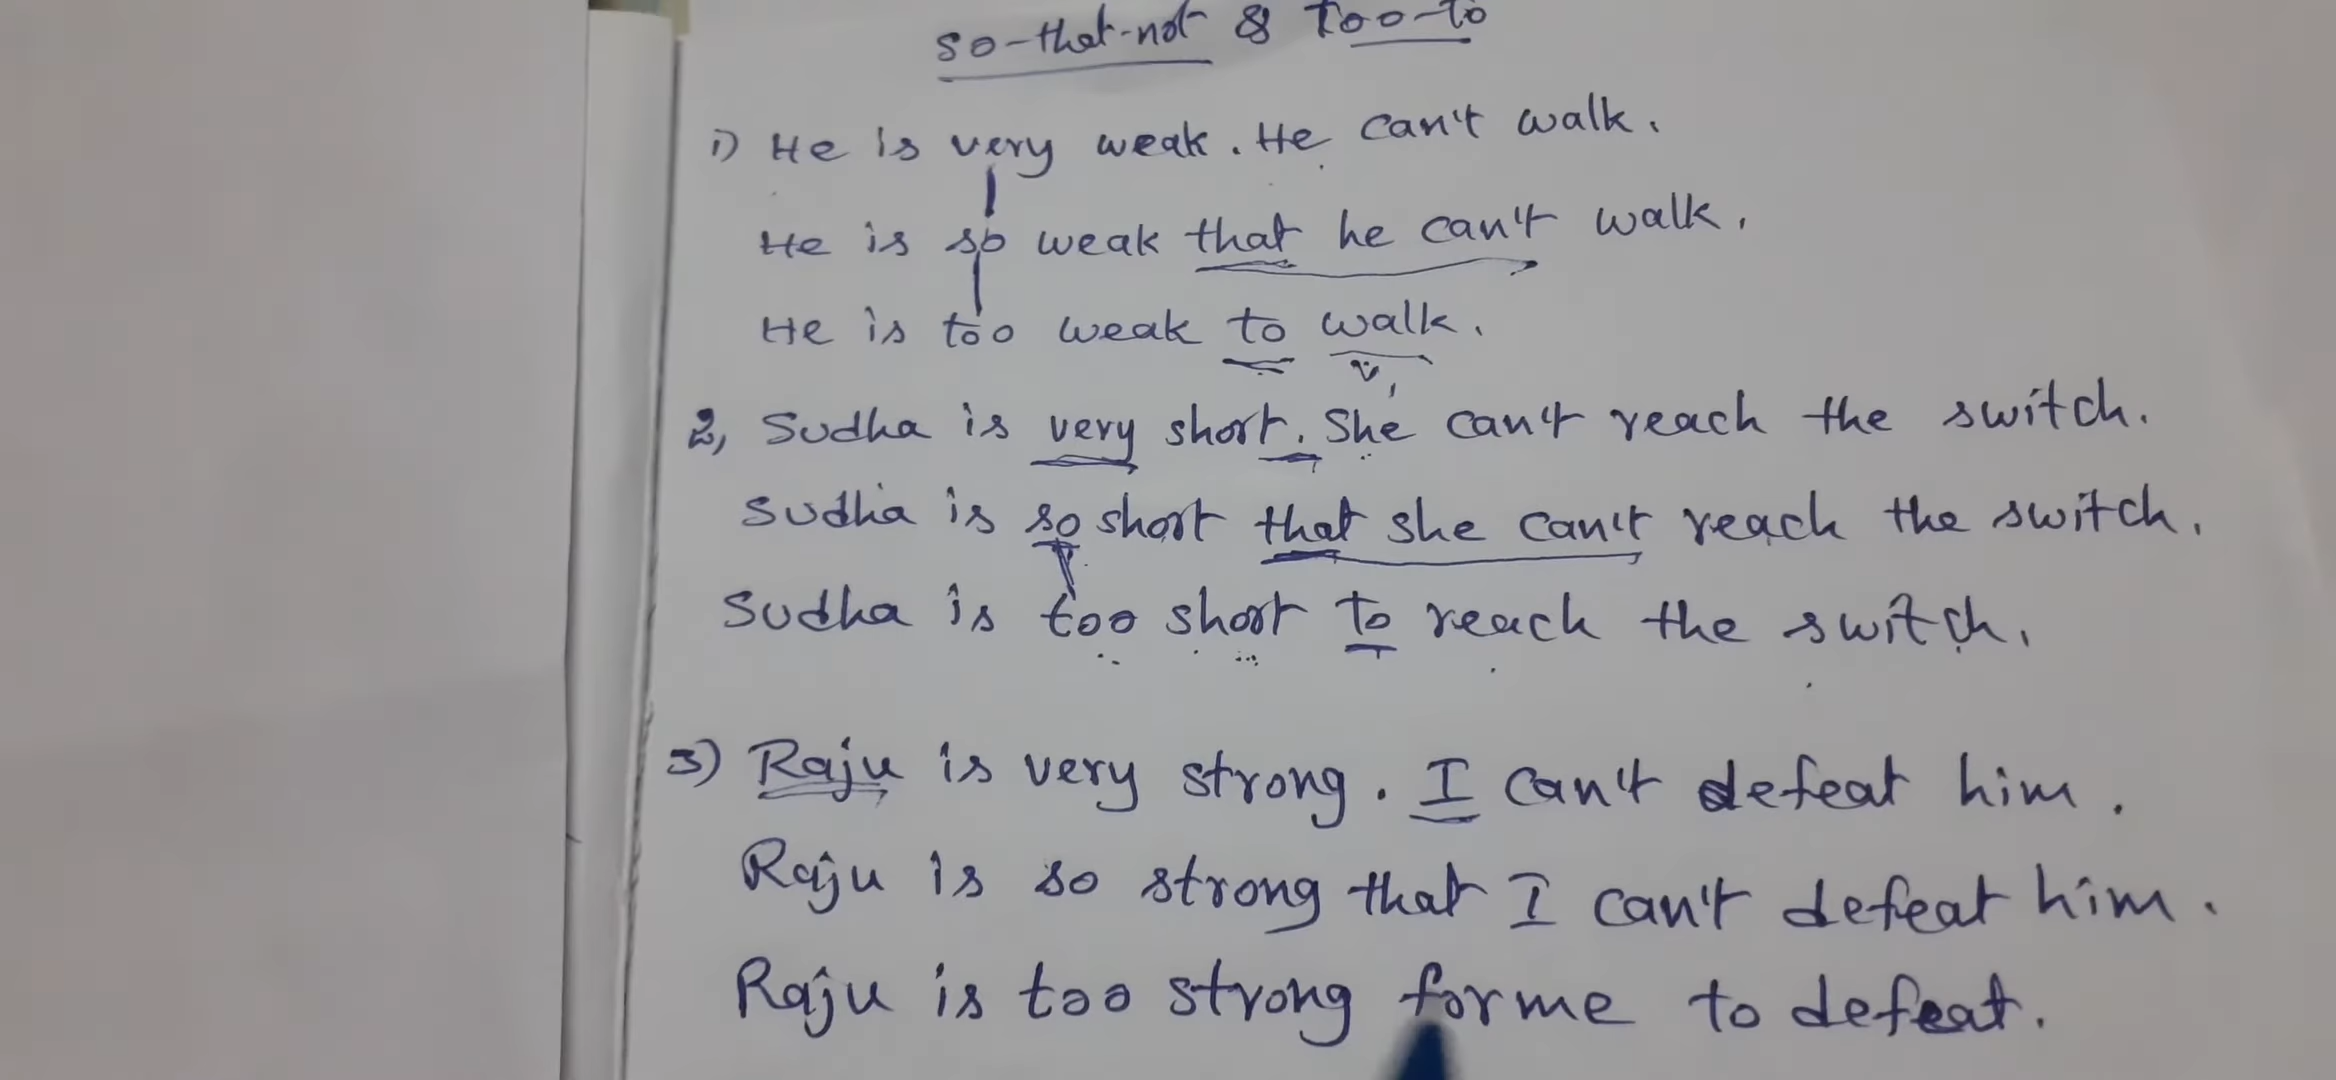 so-that-not & Too-to
1) He is very weak. He can't walk.
He is so weak that he can't walk.
He is too weak to walk.
2, Sudha is very short. She can't reach the switch.
Sudha is so short that she can't reach the switch.
Sudha is too short to reach the switch.
3) Raju is very strong. I can't defeat him.
Raju is so strong that I can't defeat him.
Raju is too strong for me to defeat.